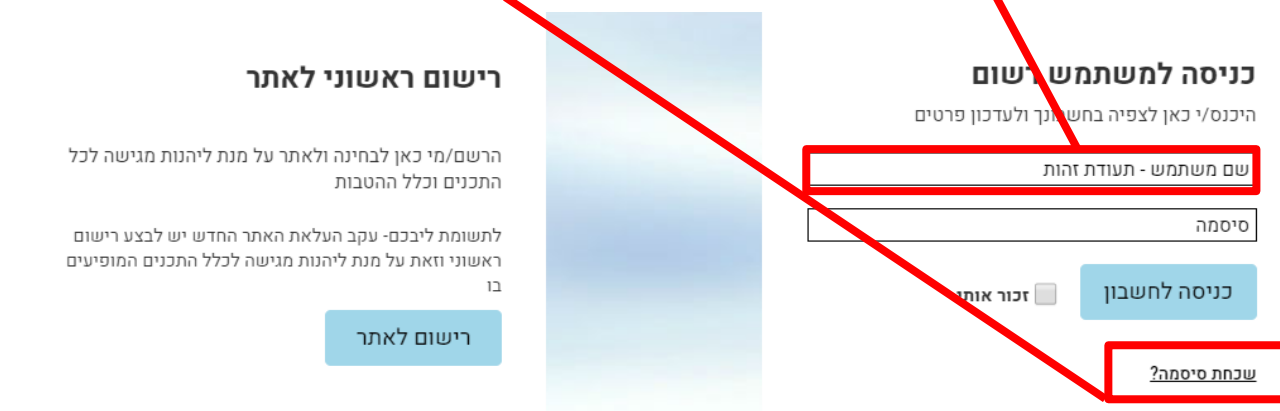 כניסה למשתמש רשום
היכנס/י כאן לצפיה בחשבונך ולעדכון פרטים
שם משתמש - תעודת זהות
סיסמה
כניסה לחשבון
זכור אותי
שכחת סיסמה?
רישום ראשוני לאתר
הרשם/מי כאן לבחינה ולאתר על מנת ליהנות מגישה לכל
התכנים וכלל ההטבות
לתשומת ליבכם- עקב העלאת האתר החדש יש לבצע רישום
ראשוני וזאת על מנת ליהנות מגישה לכלל התכנים המופיעים
בו
רישום לאתר